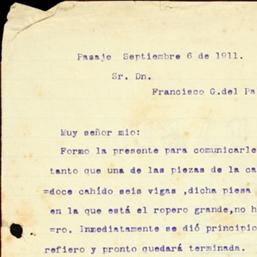 Pasaje Septiembre 6 de 1911.
Sr. Dn.
Francisco G.del Pa
Muy señor mio:
Formo la presente para comunicarle
tanto que una de las piezas de la ca
=doce cahido seis vigas ,dicha piesa
en la que está el ropero grande,no h
=ro. Inmediatamente se dió principio
refiero y pronto quedará terminada.